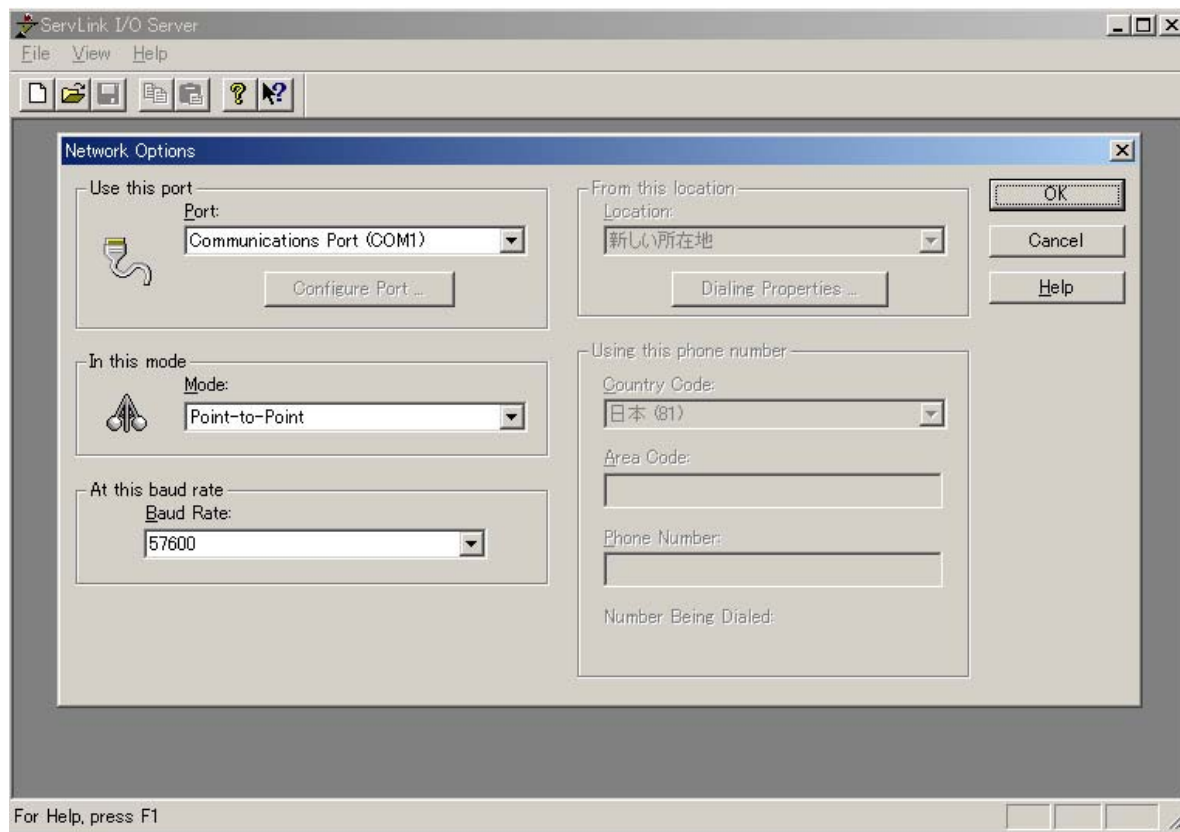 ServLink I/O Server
File View Help
Network Options
Use this port
Port:
Communications Port (COM1)
Configure Port ...
In this mode
Mode:
Point-to-Point
At this baud rate
Baud Rate:
57600
From this location
Location:
新しい所在地
Dialing Properties ...
Using this phone number
Country Code:
日本 (81)
Area Code:
Phone Number:
Number Being Dialed:
OK
Cancel
Help
For Help, press F1